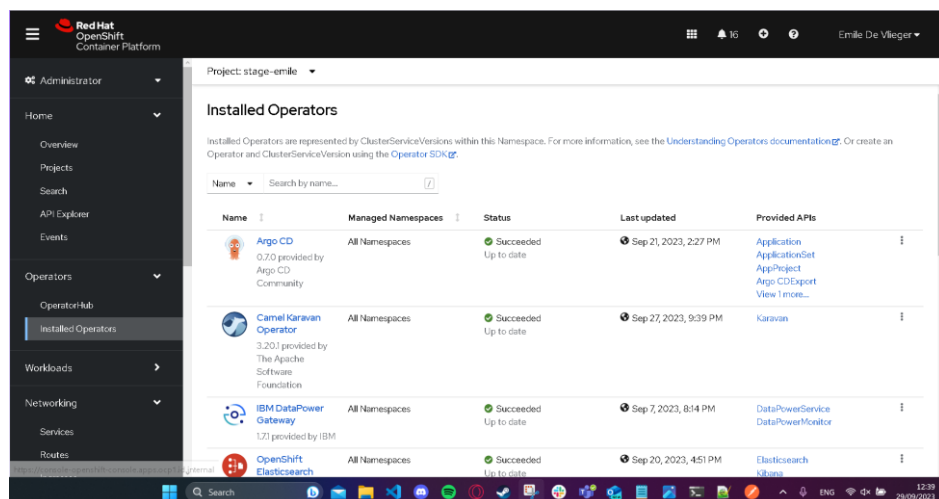 Red Hat
OpenShift
Container Platform
16
Emile De Vlieger
Administrator
Home
Overview
Projects
Search
API Explorer
Events
Operators
OperatorHub
Installed Operators
Workloads
Networking
Services
Routes
Project: stage-emile
Installed Operators
Installed Operators are represented by ClusterServiceVersions within this Namespace. For more information, see the Understanding Operators documentation. Or create an
Operator and ClusterServiceVersion using the Operator SDK.
Name Search by name... /
Name Managed Namespaces Status Last updated Provided APIs
Argo CD All Namespaces Succeeded Sep 21, 2023, 2:27 PM Application
0.7.0 provided by Up to date ApplicationSet
Argo CD AppProject
Community Argo CDExport
View 1 more...
Camel Karavan All Namespaces Succeeded Sep 27, 2023, 9:39 PM Karavan
Operator Up to date
3.20.1 provided by
The Apache
Software
Foundation
IBM DataPower All Namespaces Succeeded Sep 7, 2023, 8:14 PM DataPowerService
Gateway Up to date DataPowerMonitor
1.7.1 provided by IBM
OpenShift All Namespaces Succeeded Sep 20, 2023, 4:51 PM Elasticsearch
Elasticsearch Up to date Kibana
Search
ENG
12:39
29/09/2023